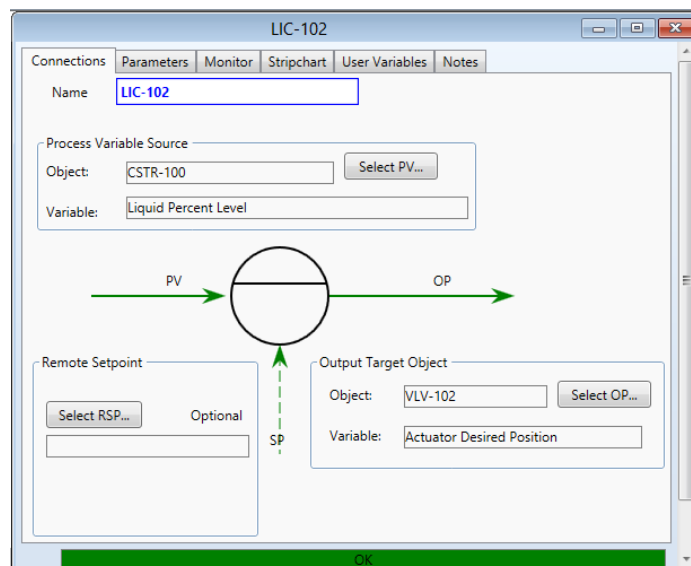 LIC-102
Connections Parameters Monitor Stripchart User Variables Notes
Name LIC-102
Process Variable Source
Object: CSTR-100 Select PV...
Variable: Liquid Percent Level
PV OP
Remote Setpoint
Select RSP... Optional
SP
Output Target Object
Object: VLV-102 Select OP...
Variable: Actuator Desired Position
OK